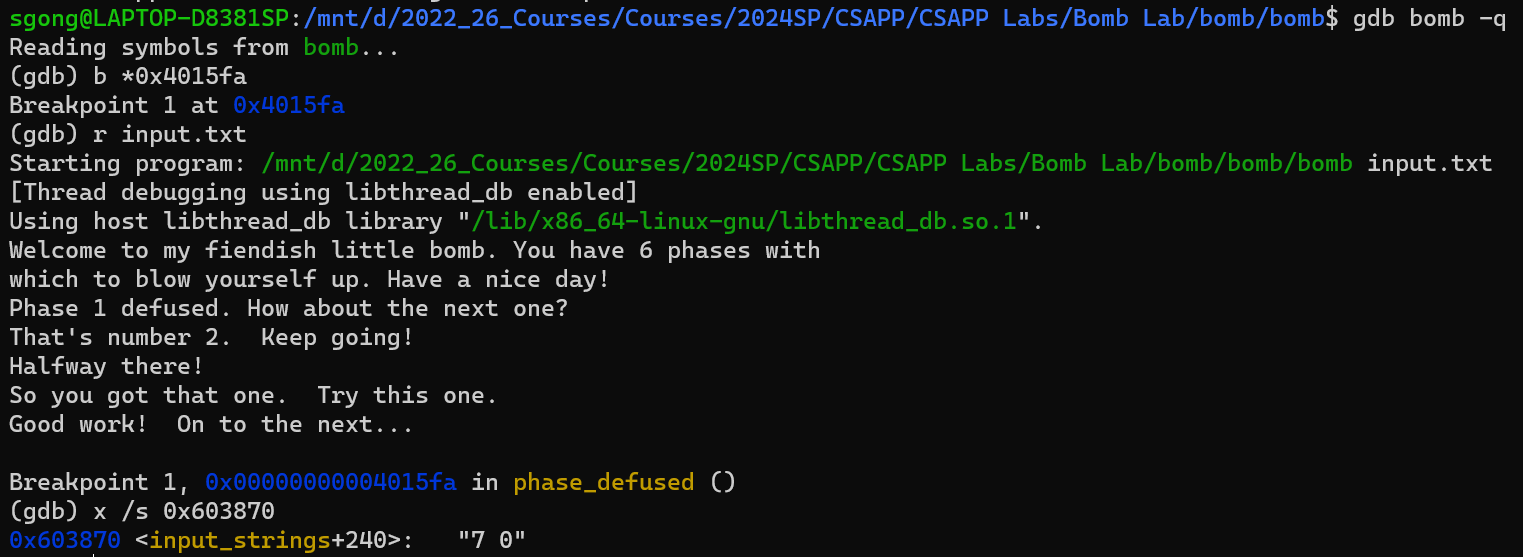 sgong@LAPTOP-D8381SP:/mnt/d/2022_26_Courses/Courses/2024SP/CSAPP/CSAPP Labs/Bomb Lab/bomb/bomb$ gdb bomb -q
Reading symbols from bomb...
(gdb) b *0x4015fa
Breakpoint 1 at 0x4015fa
(gdb) r input.txt
Starting program: /mnt/d/2022_26_Courses/Courses/2024SP/CSAPP/CSAPP Labs/Bomb Lab/bomb/bomb/bomb input.txt
[Thread debugging using libthread_db enabled]
Using host libthread_db library "/lib/x86_64-linux-gnu/libthread_db.so.1".
Welcome to my fiendish little bomb. You have 6 phases with
which to blow yourself up. Have a nice day!
Phase 1 defused. How about the next one?
That's number 2.  Keep going!
Halfway there!
So you got that one.  Try this one.
Good work!  On to the next...

Breakpoint 1, 0x00000000004015fa in phase_defused ()
(gdb) x /s 0x603870
0x603870 <input_strings+240>:   "7 0"